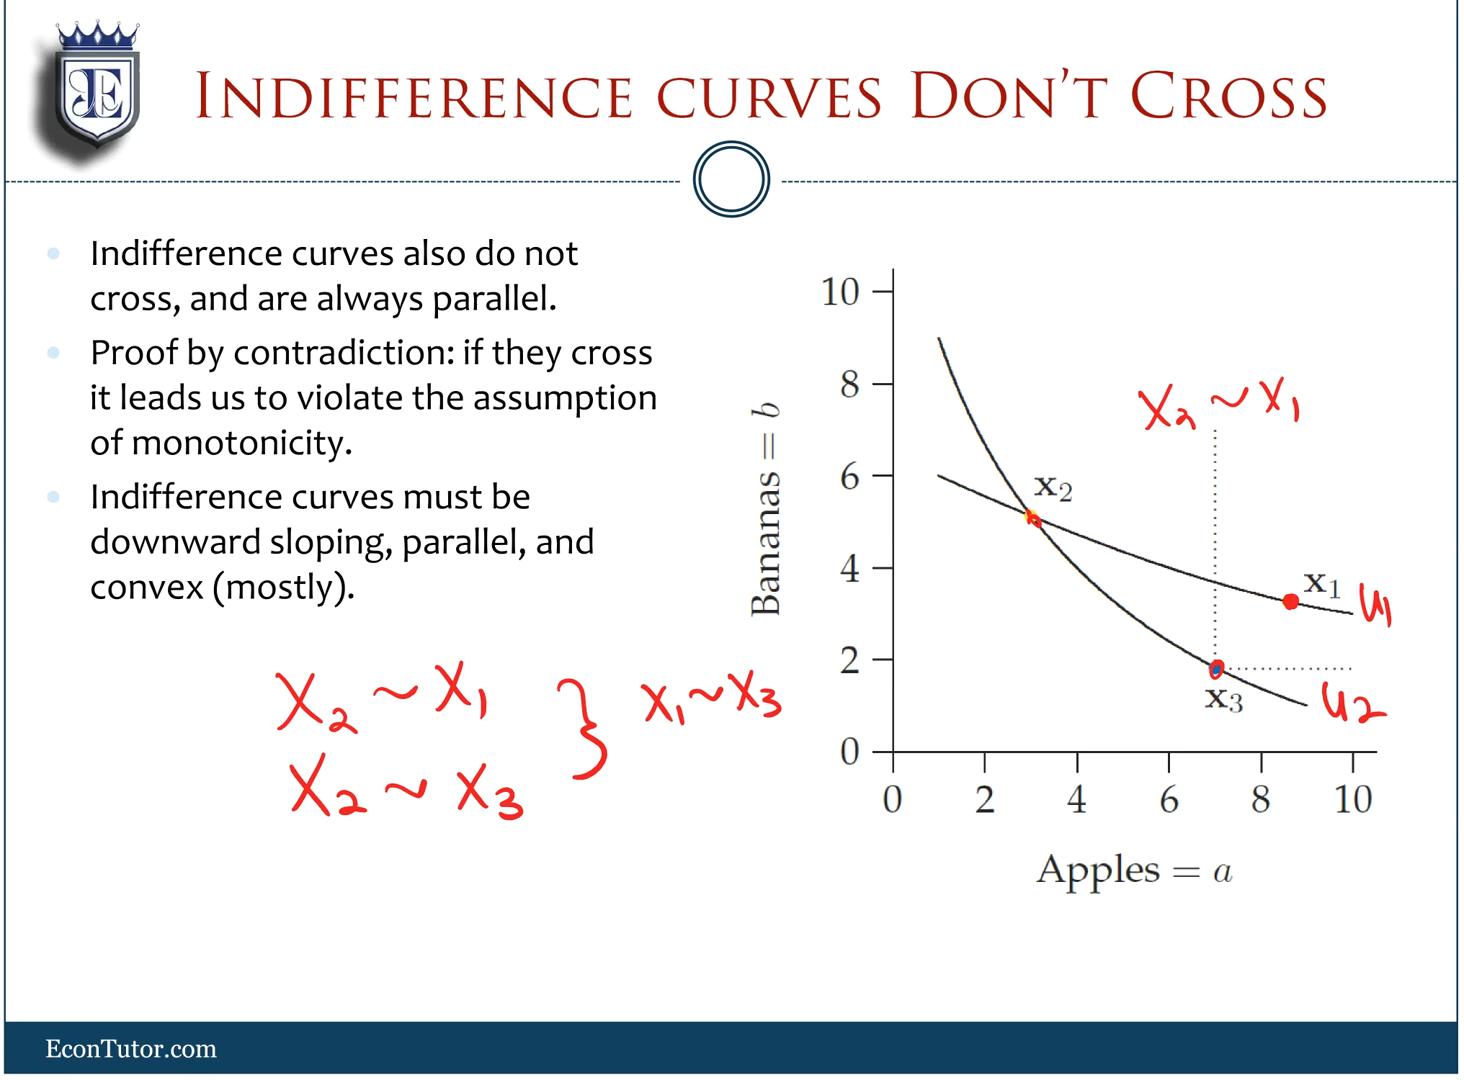 E
INDIFFERENCE CURVES DON'T CROSS
Indifference curves also do not
cross, and are always parallel.
Proof by contradiction: if they cross
it leads us to violate the assumption
of monotonicity.
Indifference curves must be
downward sloping, parallel, and
convex (mostly).
X2 ~ X1
X2 ~ X3
} X1 ~ X3
Bananas = b
10
8
6
4
2
0
X2 ~ X1
x2
x1
u1
x3
u2
0 2 4 6 8 10
Apples = a
EconTutor.com